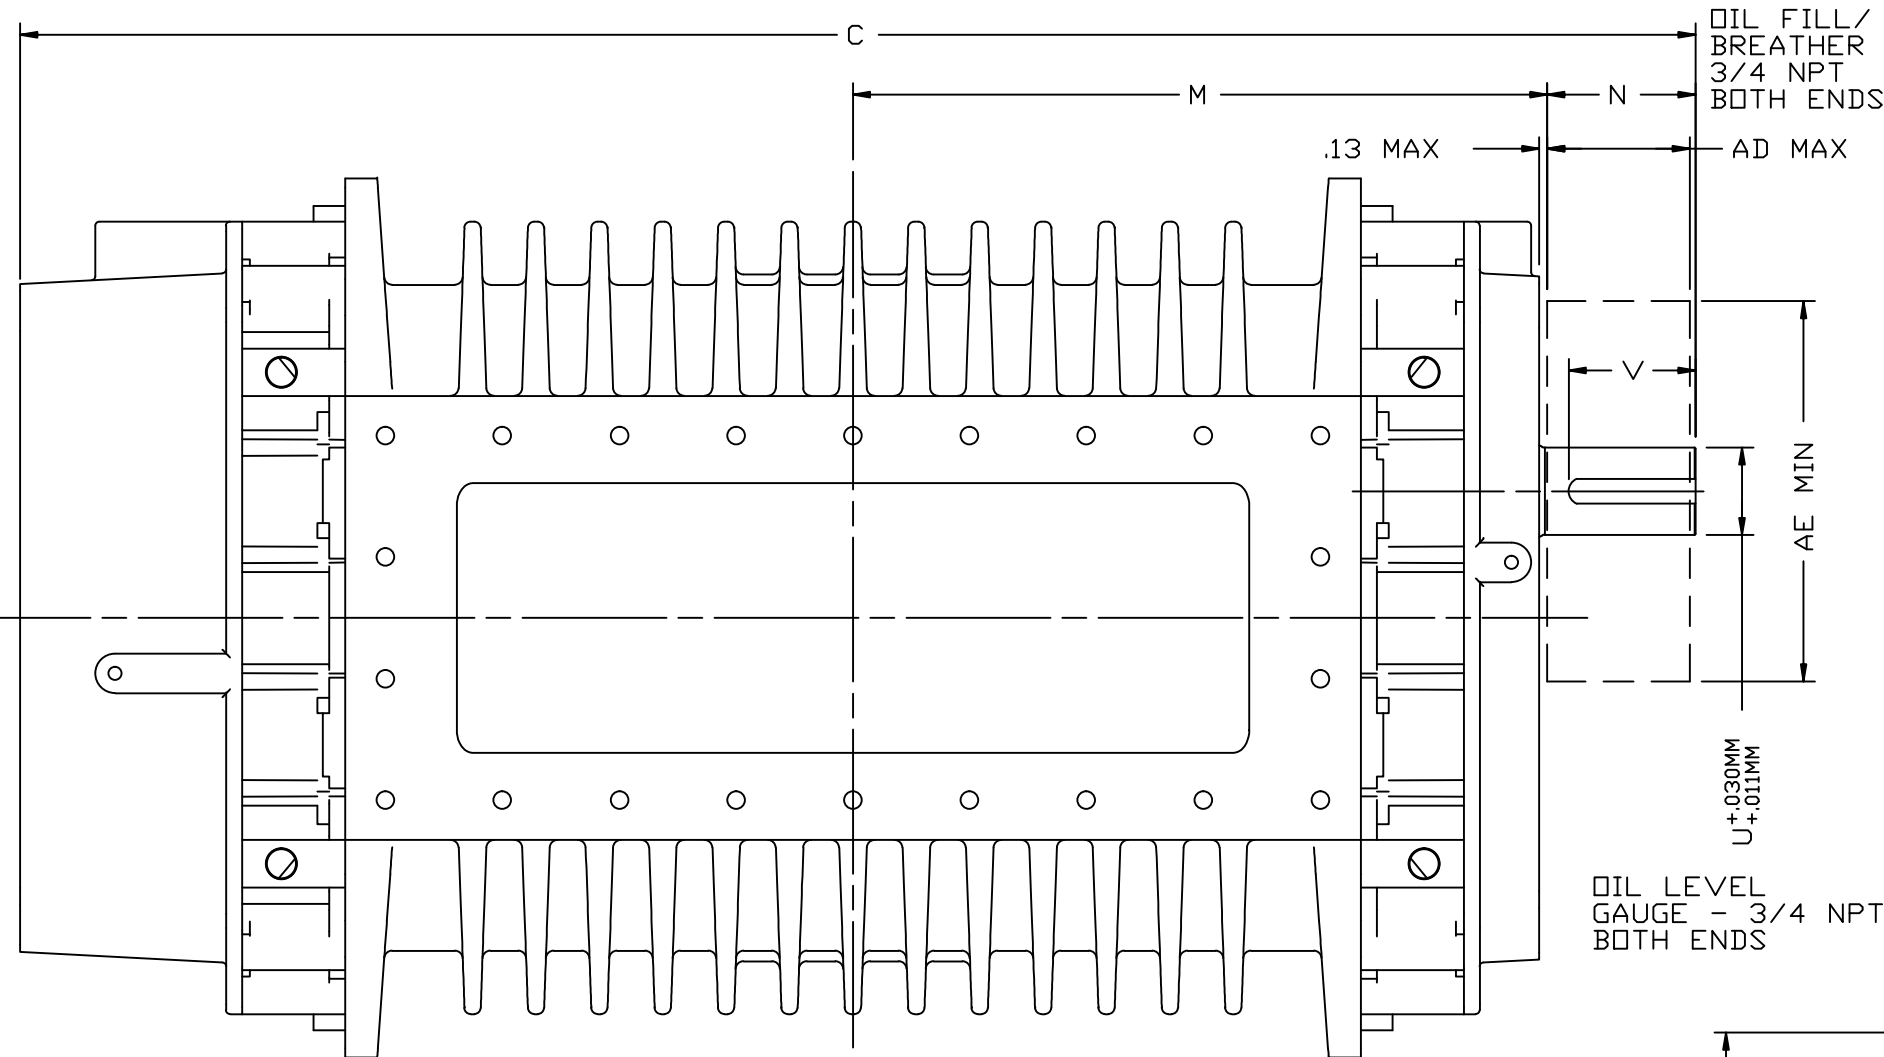 C
OIL FILL/
BREATHER
3/4 NPT
BOTH ENDS
M
N
.13 MAX
AD MAX
V
AE MIN
U+.030MM
+.011MM
OIL LEVEL
GAUGE - 3/4 NPT
BOTH ENDS